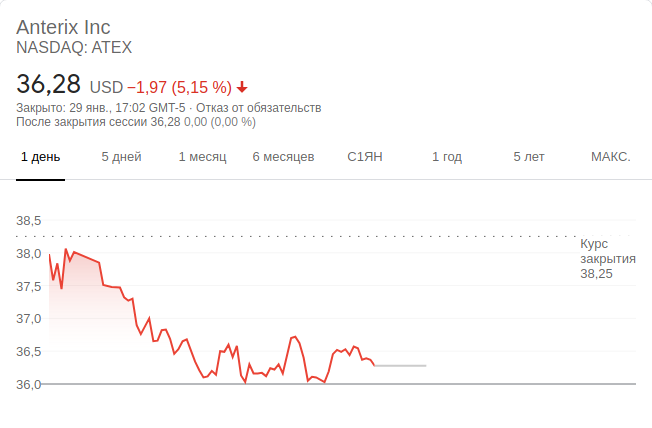 Anterix Inc
NASDAQ: ATEX
36,28 USD −1,97 (5,15 %)
Закрыто: 29 янв., 17:02 GMT-5 · Отказ от обязательств
После закрытия сессии 36,28 0,00 (0,00 %)
1 день 5 дней 1 месяц 6 месяцев С1ЯН 1 год 5 лет МАКС.
38,5
Курс
закрытия
38,25
38,0
37,5
37,0
36,5
36,0